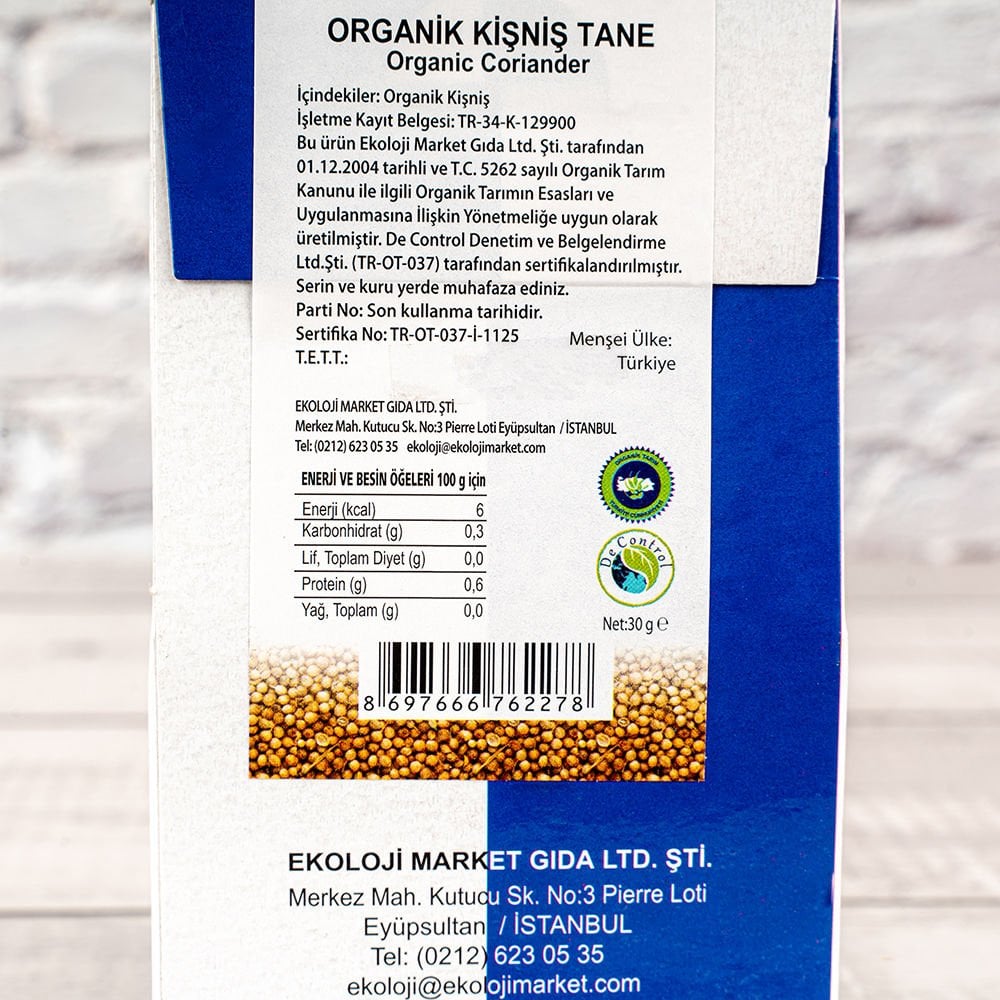 ORGANİK KİŞNİŞ TANE
Organic Coriander
İçindekiler: Organik Kişniş
İşletme Kayıt Belgesi: TR-34-K-129900
Bu ürün Ekoloji Market Gıda Ltd. Şti. tarafından
01.12.2004 tarihli ve T.C. 5262 sayılı Organik Tarım
Kanunu ile ilgili Organik Tarımın Esasları ve
Uygulanmasına İlişkin Yönetmeliğe uygun olarak
üretilmiştir. De Control Denetim ve Belgelendirme
Ltd.Şti. (TR-OT-037) tarafından sertifikalandırılmıştır.
Serin ve kuru yerde muhafaza ediniz.
Parti No: Son kullanma tarihidir.
Sertifika No: TR-OT-037-İ-1125
T.E.T.T.:
Menşei Ülke:
Türkiye
EKOLOJİ MARKET GIDA LTD. ŞTİ.
Merkez Mah. Kutucu Sk. No:3 Pierre Loti Eyüpsultan / İSTANBUL
Tel: (0212) 623 05 35 ekoloji@ekolojimarket.com
ENERJİ VE BESİN ÖĞELERİ 100 g için
Enerji (kcal) 6
Karbonhidrat (g) 0,3
Lif, Toplam Diyet (g) 0,0
Protein (g) 0,6
Yağ, Toplam (g) 0,0
ORGANİK TARIM
TÜRKİYE CUMHURİYETİ
De Control
Net:30 g ℮
8 697666 762278
EKOLOJİ MARKET GIDA LTD. ŞTİ.
Merkez Mah. Kutucu Sk. No:3 Pierre Loti
Eyüpsultan / İSTANBUL
Tel: (0212) 623 05 35
ekoloji@ekolojimarket.com